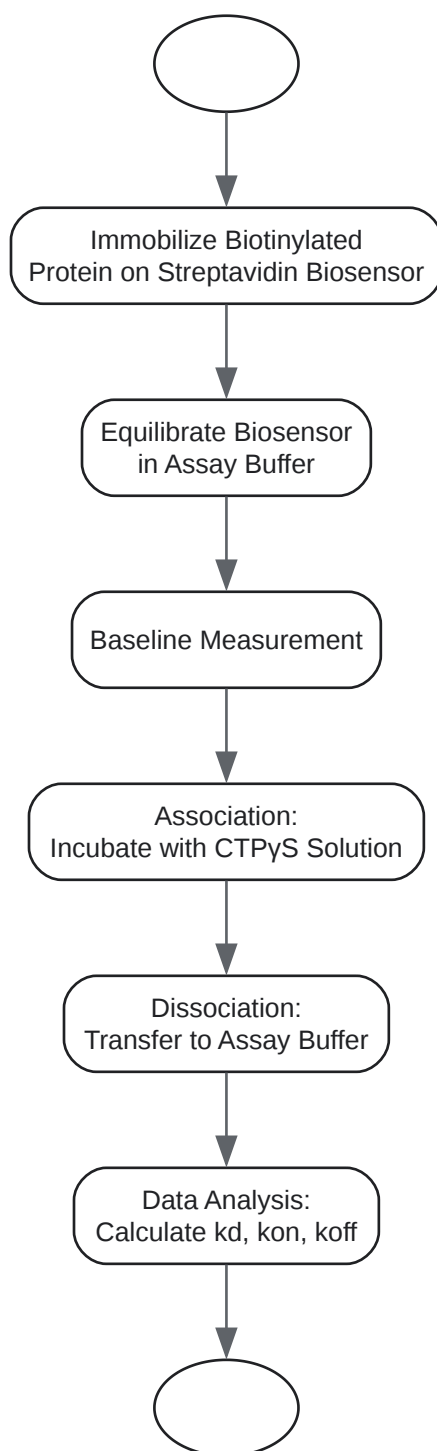 Immobilize Biotinylated
Protein on Streptavidin Biosensor
Equilibrate Biosensor
in Assay Buffer
Baseline Measurement
Association:
Incubate with CTPγS Solution
Dissociation:
Transfer to Assay Buffer
Data Analysis:
Calculate kd, kon, koff